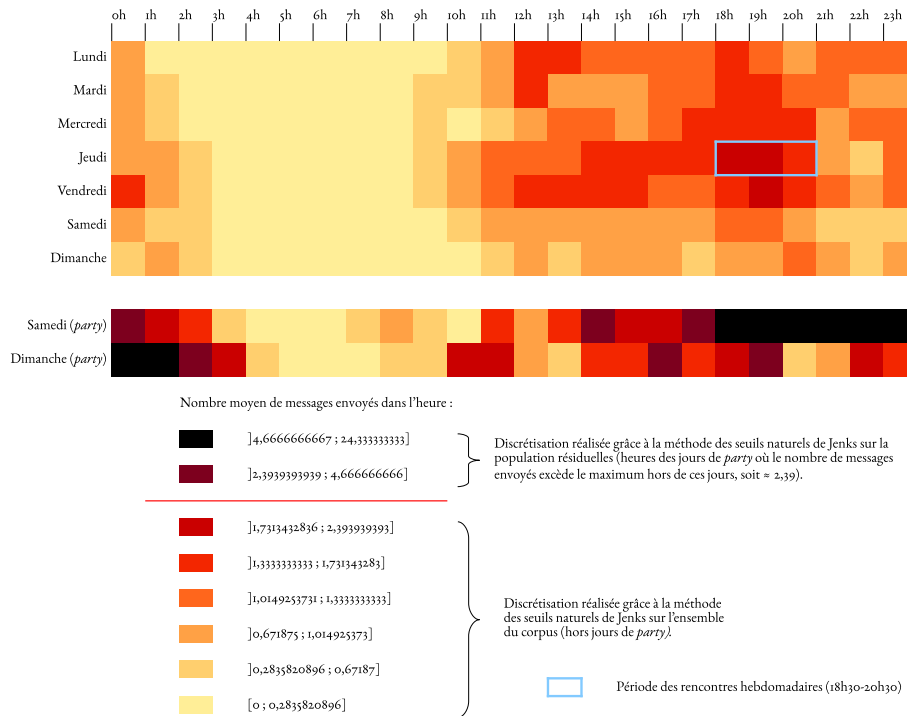 0h 1h 2h 3h 4h 5h 6h 7h 8h 9h 10h 11h 12h 13h 14h 15h 16h 17h 18h 19h 20h 21h 22h 23h
Lundi
Mardi
Mercredi
Jeudi
Vendredi
Samedi
Dimanche
Samedi (party)
Dimanche (party)
Nombre moyen de messages envoyés dans l'heure :
]4,6666666667 ; 24,333333333]
]2,3939393939 ; 4,666666666]
Discrétisation réalisée grâce à la méthode des seuils naturels de Jenks sur la
population résiduelles (heures des jours de party où le nombre de messages
envoyés excède le maximum hors de ces jours, soit ≈ 2,39).
]1,7313432836 ; 2,393939393]
]1,3333333333 ; 1,731343283]
]1,0149253731 ; 1,3333333333]
]0,671875 ; 1,014925373]
]0,2835820896 ; 0,67187]
[0 ; 0,2835820896]
Discrétisation réalisée grâce à la méthode
des seuils naturels de Jenks sur l'ensemble
du corpus (hors jours de party).
Période des rencontres hebdomadaires (18h30-20h30)